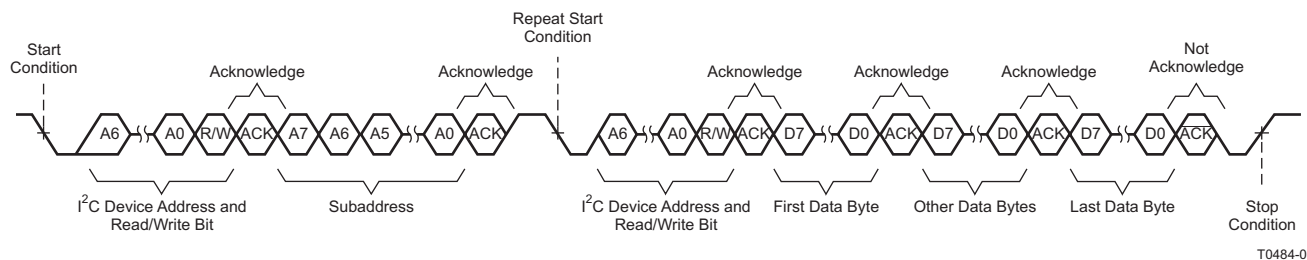 Repeat Start
Condition
Start
Condition
Not
Acknowledge
Acknowledge
Acknowledge
Acknowledge
Acknowledge
Acknowledge
A6 A0 R/W ACK A7 A6 A5 A0 ACK A6 A0 R/W ACK D7 D0 ACK D7 D0 ACK D7 D0 ACK
I²C Device Address and
Read/Write Bit
Subaddress
I²C Device Address and
Read/Write Bit
First Data Byte
Other Data Bytes
Last Data Byte
Stop
Condition
T0484-0